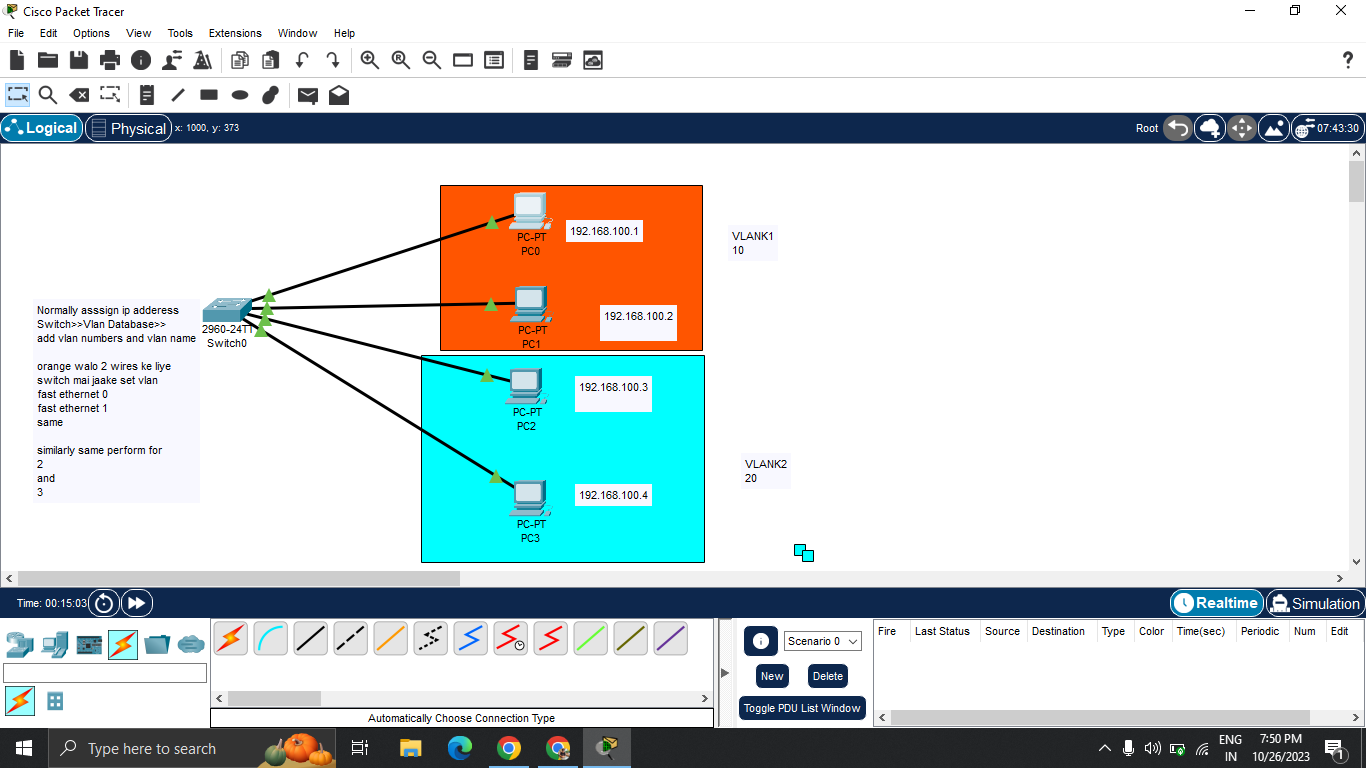 Cisco Packet Tracer
File Edit Options View Tools Extensions Window Help
Logical Physical x: 1000, y: 373 Root 07:43:30
PC-PT
PC0
192.168.100.1
VLANK1
10
PC-PT
PC1
192.168.100.2
Normally asssign ip adderess
Switch>>Vlan Database>>
add vlan numbers and vlan name
orange walo 2 wires ke liye
switch mai jaake set vlan
fast ethernet 0
fast ethernet 1
same
similarly same perform for
2
and
3
2960-24TT
Switch0
PC-PT
PC2
192.168.100.3
VLANK2
20
PC-PT
PC3
192.168.100.4
Time: 00:15:03 Realtime Simulation
Automatically Choose Connection Type
Scenario 0
New Delete
Toggle PDU List Window
Fire Last Status Source Destination Type Color Time(sec) Periodic Num Edit
Type here to search
ENG
IN
7:50 PM
10/26/2023
1